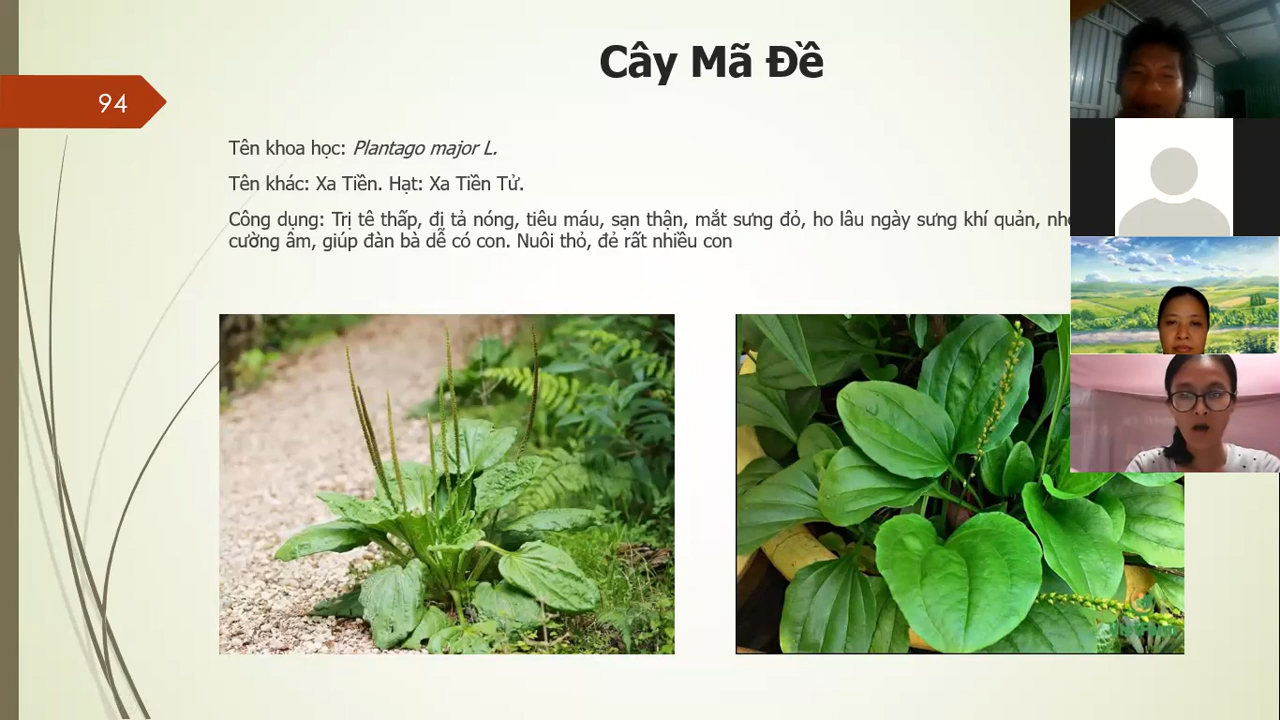 Cây Mã Đề
94
Tên khoa học: Plantago major L.
Tên khác: Xa Tiền. Hạt: Xa Tiền Tử.
Công dụng: Trị tê thấp, đi tả nóng, tiêu máu, sạn thận, mắt sưng đỏ, ho lâu ngày sưng khí quản,
cường âm, giúp đàn bà dễ có con. Nuôi thỏ, đẻ rất nhiều con